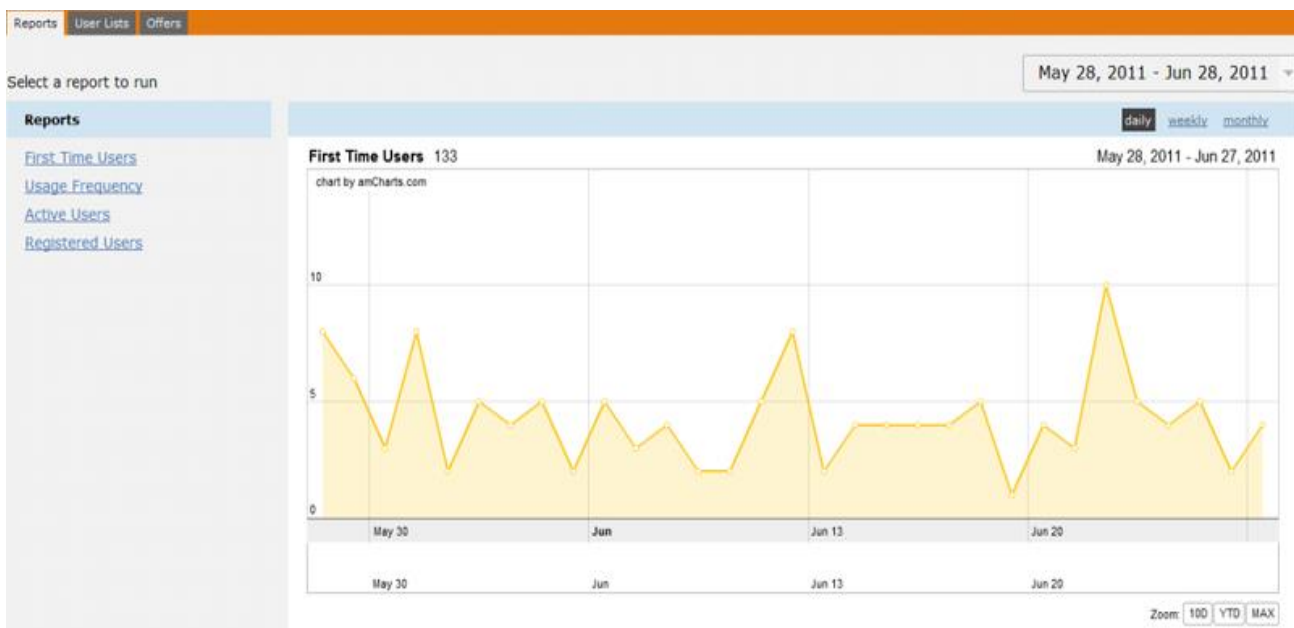 Reports User Lists Offers
Select a report to run
May 28, 2011 - Jun 28, 2011
Reports
daily weekly monthly
First Time Users
Usage Frequency
Active Users
Registered Users
First Time Users 133
May 28, 2011 - Jun 27, 2011
chart by amCharts.com
10
5
0
May 30 Jun Jun 13 Jun 20
May 30 Jun Jun 13 Jun 20
Zoom: 10D YTD MAX